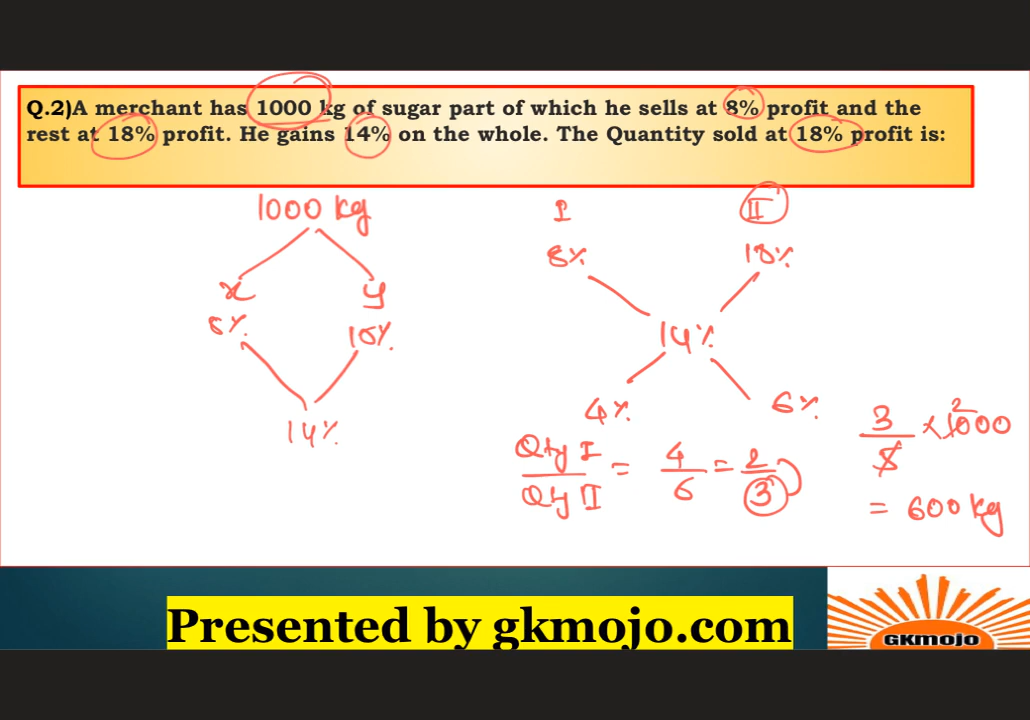 Q.2)A merchant has 1000 kg of sugar part of which he sells at 8% profit and the
rest at 18% profit. He gains 14% on the whole. The Quantity sold at 18% profit is:
1000 kg
x y
8% 18%
14%
I II
8% 18%
14%
4% 6%
Qty I / Qty II = 4/6 = 2/3
3/5 × 1000 2
= 600 kg
Presented by gkmojo.com
GKmojo